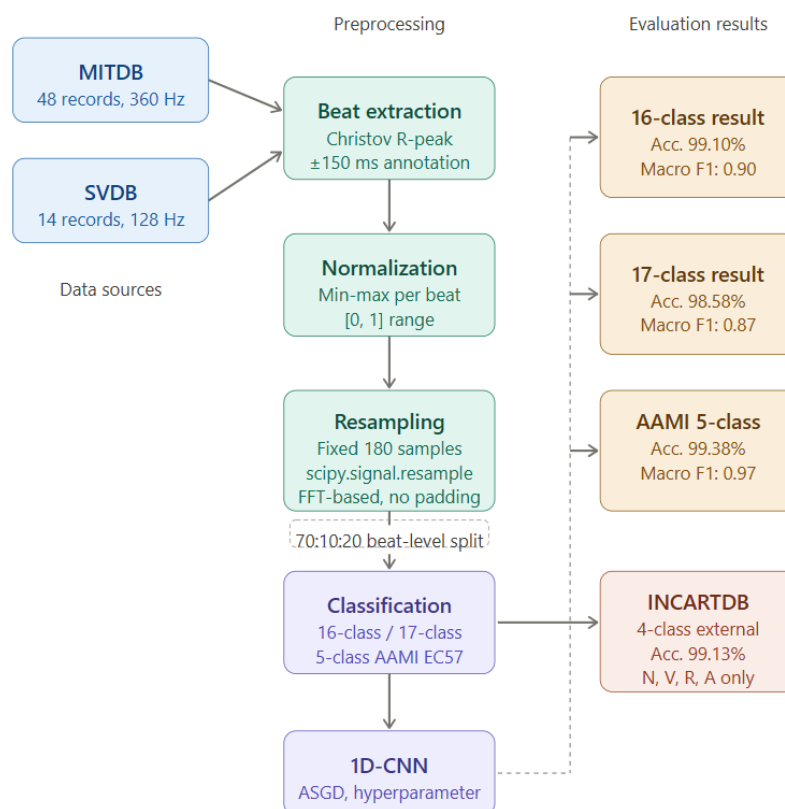 Preprocessing
Evaluation results
MITDB
48 records, 360 Hz
SVDB
14 records, 128 Hz
Data sources
Beat extraction
Christov R-peak
±150 ms annotation
Normalization
Min-max per beat
[0, 1] range
Resampling
Fixed 180 samples
scipy.signal.resample
FFT-based, no padding
70:10:20 beat-level split
Classification
16-class / 17-class
5-class AAMI EC57
1D-CNN
ASGD, hyperparameter
16-class result
Acc. 99.10%
Macro F1: 0.90
17-class result
Acc. 98.58%
Macro F1: 0.87
AAMI 5-class
Acc. 99.38%
Macro F1: 0.97
INCARTDB
4-class external
Acc. 99.13%
N, V, R, A only